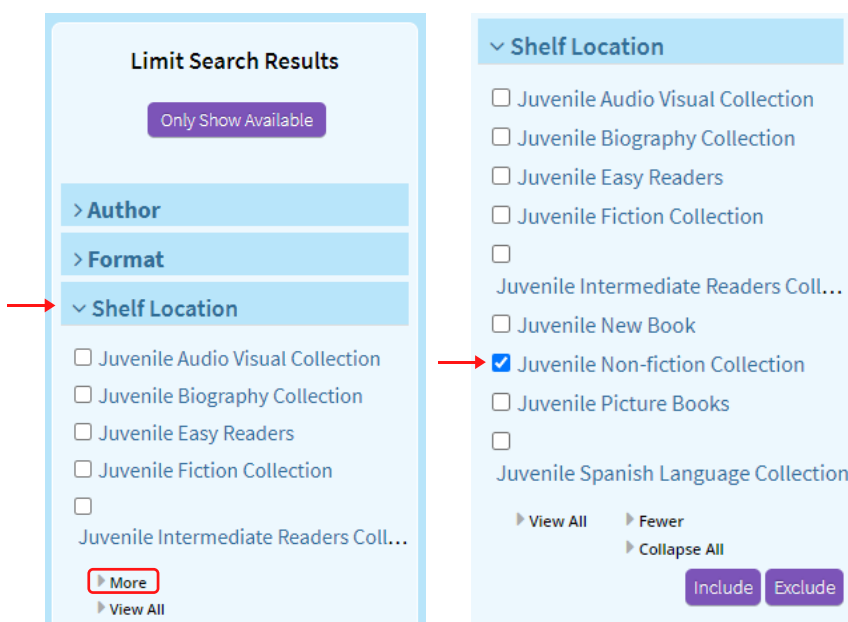 Limit Search Results
Only Show Available
Author
Format
Shelf Location
Juvenile Audio Visual Collection
Juvenile Biography Collection
Juvenile Easy Readers
Juvenile Fiction Collection
Juvenile Intermediate Readers Coll...
More
View All
Shelf Location
Juvenile Audio Visual Collection
Juvenile Biography Collection
Juvenile Easy Readers
Juvenile Fiction Collection
Juvenile Intermediate Readers Coll...
Juvenile New Book
Juvenile Non-fiction Collection
Juvenile Picture Books
Juvenile Spanish Language Collection
View All Fewer
Collapse All
Include Exclude